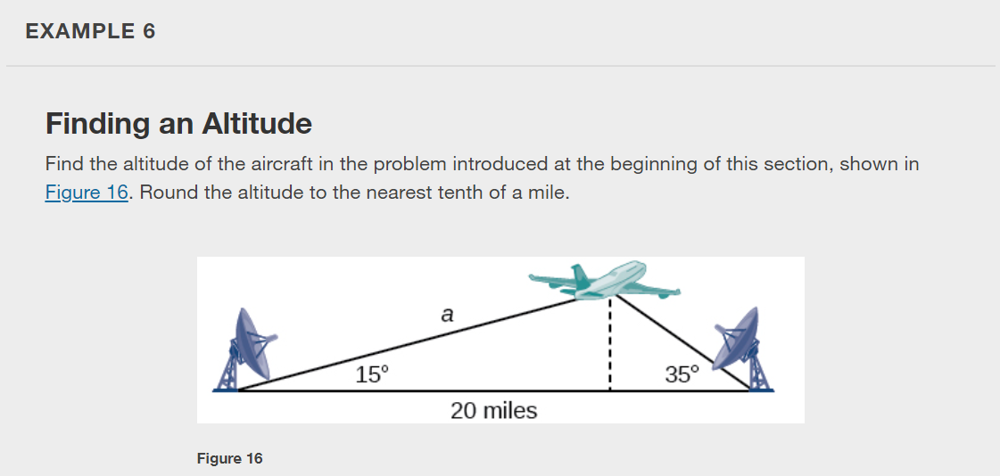 EXAMPLE 6
Finding an Altitude
Find the altitude of the aircraft in the problem introduced at the beginning of this section, shown in
Figure 16. Round the altitude to the nearest tenth of a mile.
a
15° 35°
20 miles
Figure 16